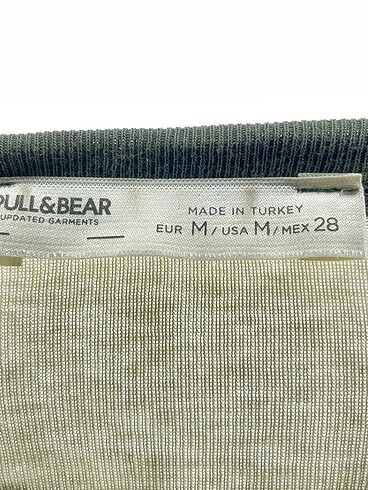 PULL&BEAR
UPDATED GARMENTS
MADE IN TURKEY
EUR M / USA M / MEX 28